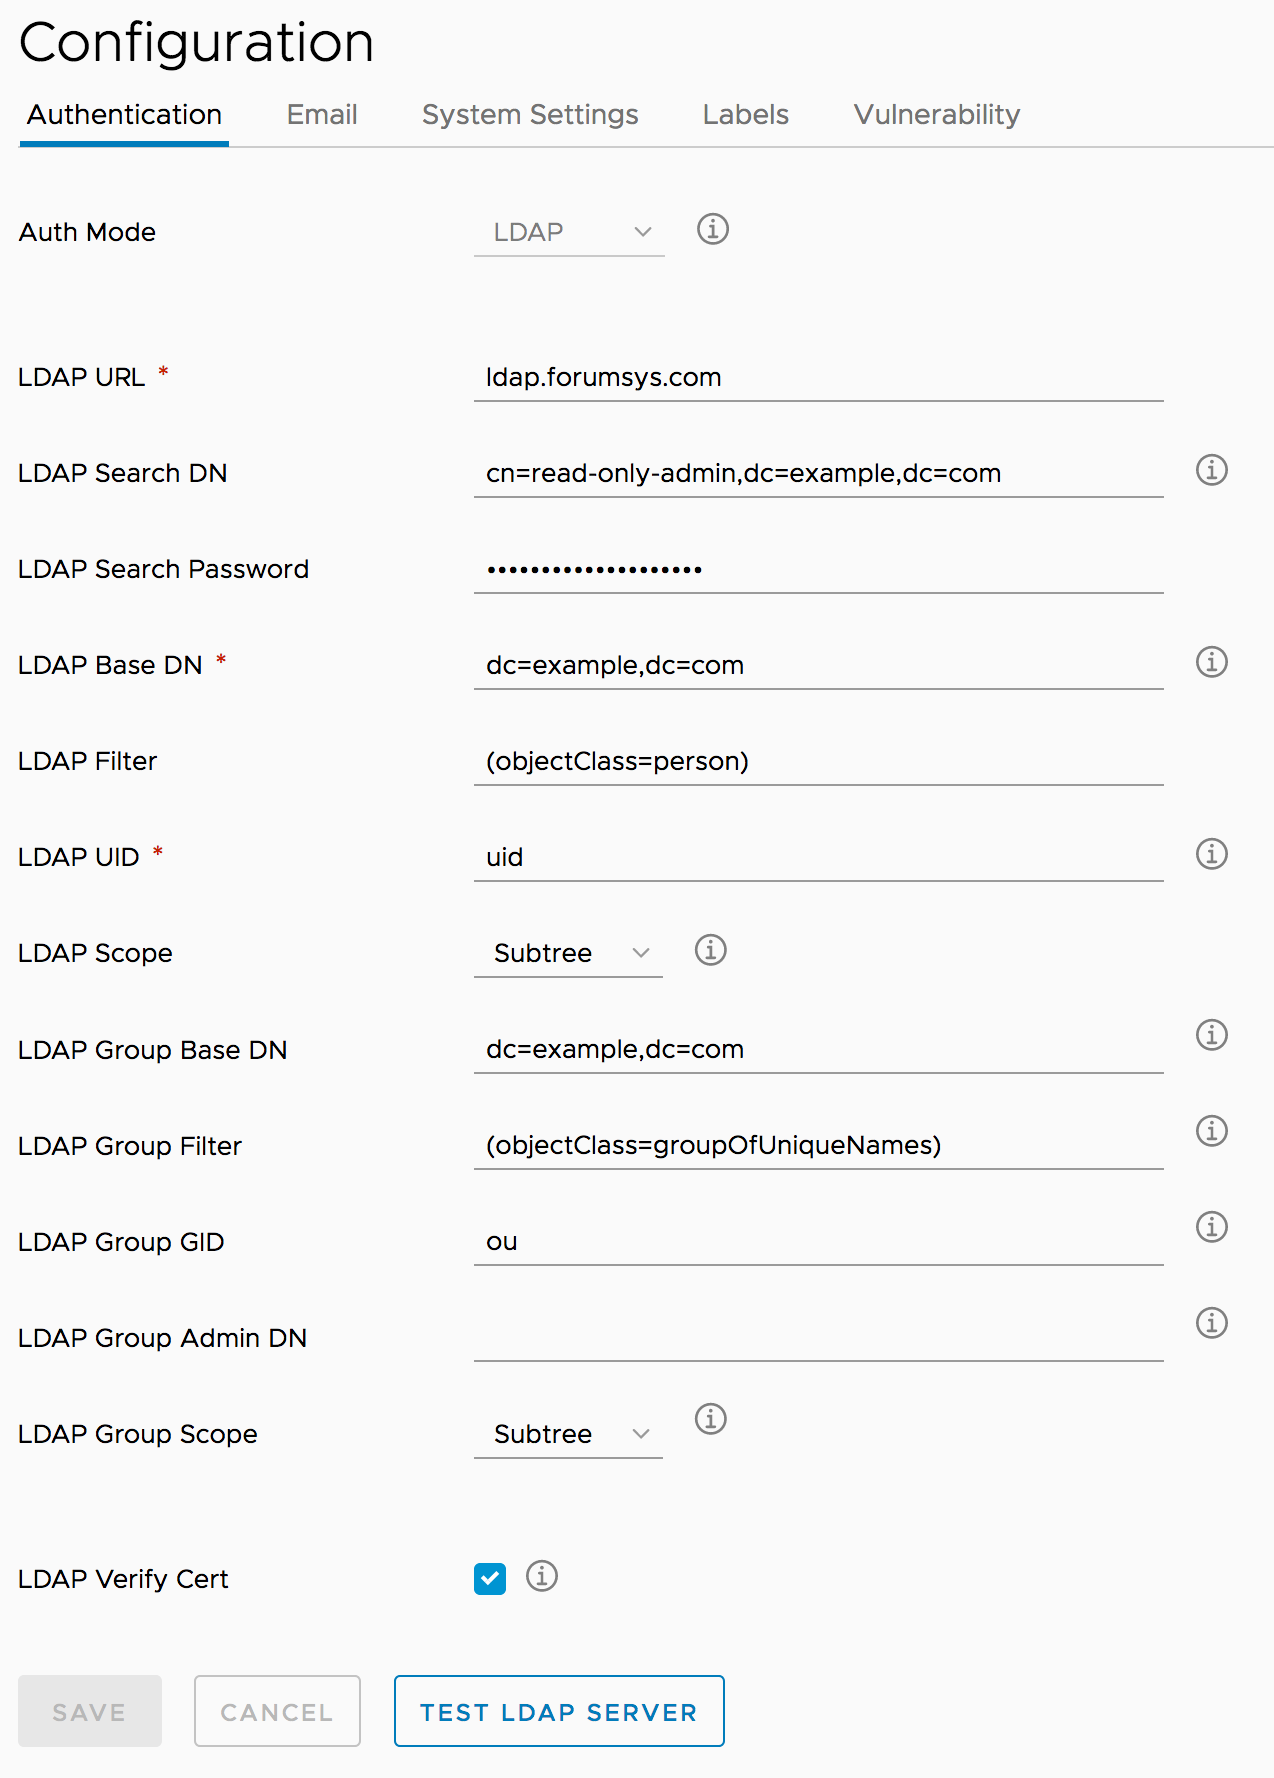 Configuration
Authentication Email System Settings Labels Vulnerability
Auth Mode LDAP
LDAP URL * ldap.forumsys.com
LDAP Search DN cn=read-only-admin,dc=example,dc=com
LDAP Search Password ••••••••••••••••••••
LDAP Base DN * dc=example,dc=com
LDAP Filter (objectClass=person)
LDAP UID * uid
LDAP Scope Subtree
LDAP Group Base DN dc=example,dc=com
LDAP Group Filter (objectClass=groupOfUniqueNames)
LDAP Group GID ou
LDAP Group Admin DN
LDAP Group Scope Subtree
LDAP Verify Cert
SAVE CANCEL TEST LDAP SERVER